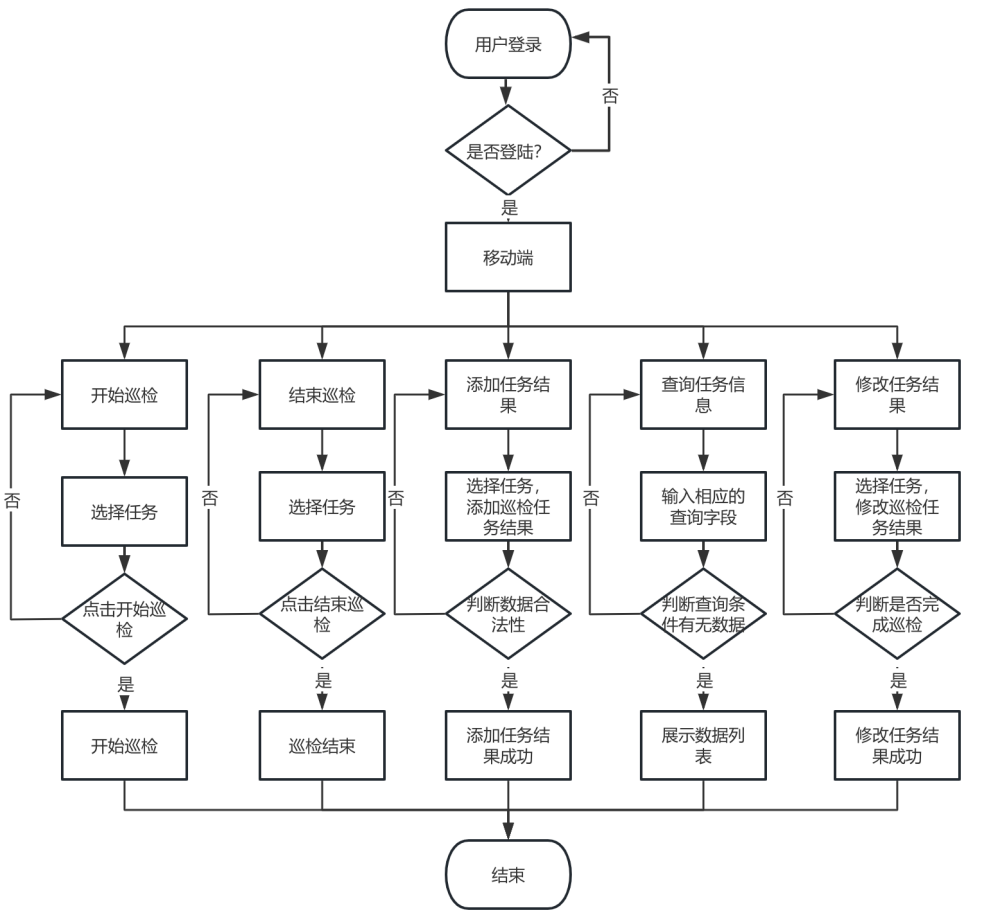 用户登录
否
是否登陆?
是
移动端
开始巡检
结束巡检
添加任务结
果
查询任务信
息
修改任务结
果
否
选择任务
否
选择任务
否
选择任务，
添加巡检任
务结果
否
输入相应的
查询字段
否
选择任务，
修改巡检任
务结果
点击开始巡
检
点击结束巡
检
判断数据合
法性
判断查询条
件有无数据
判断是否完
成巡检
是
是
是
是
是
开始巡检
巡检结束
添加任务结
果成功
展示数据列
表
修改任务结
果成功
结束